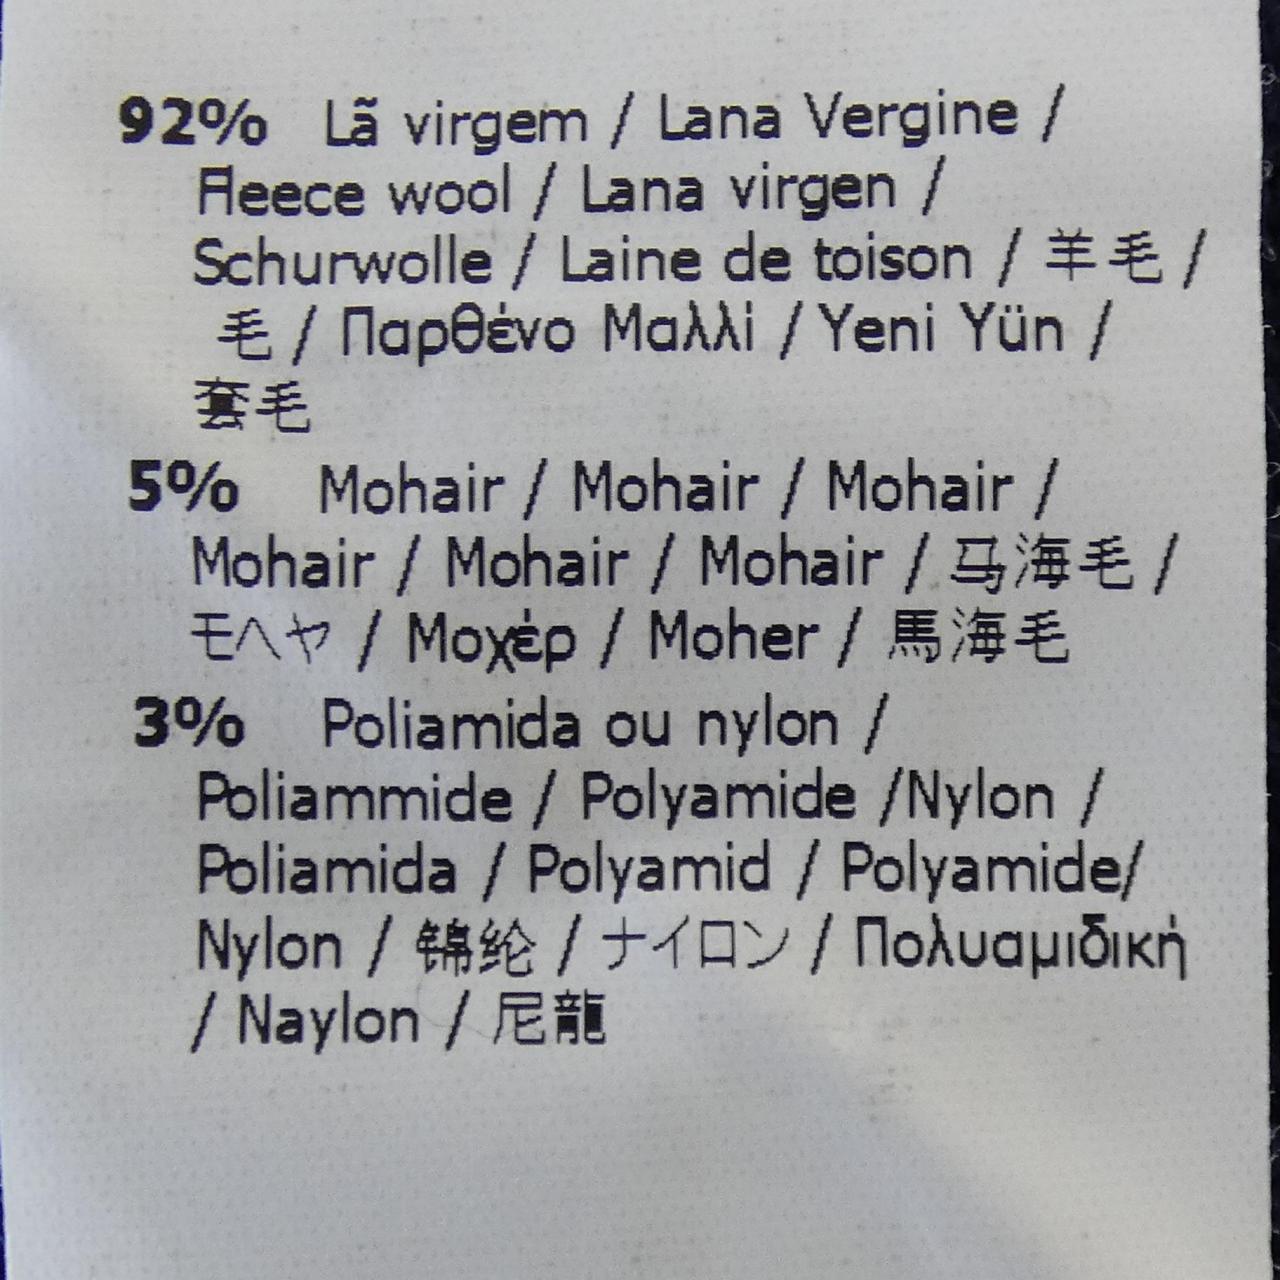 92% Lã virgem / Lana Vergine /
Fleece wool / Lana virgen /
Schurwolle / Laine de toison / 羊毛 /
毛 / Παρθένο Μαλλί / Yeni Yün /
套毛
5% Mohair / Mohair / Mohair /
Mohair / Mohair / Mohair / 马海毛 /
モヘヤ / Μοχέρ / Moher / 馬海毛
3% Poliamida ou nylon /
Poliammide / Polyamide /Nylon /
Poliamida / Polyamid / Polyamide/
Nylon / 锦纶 / ナイロン / Πολυαμιδική
/ Naylon / 尼龍